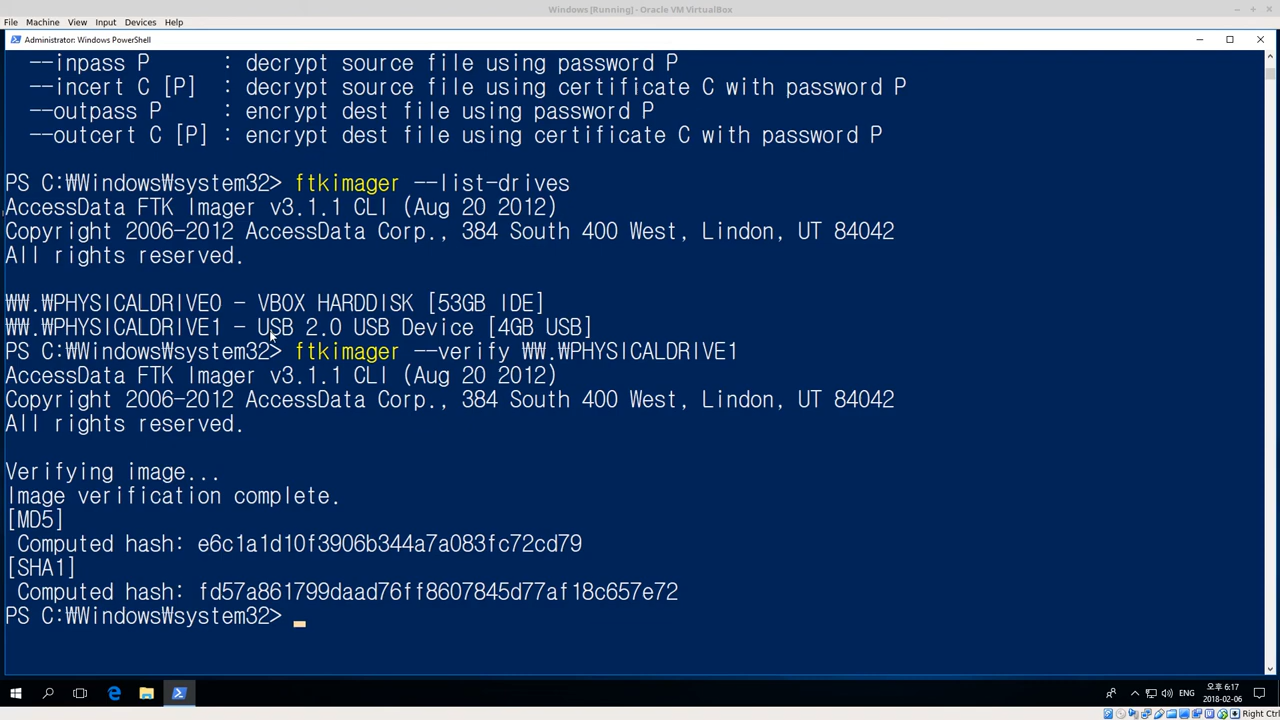 Windows [Running] - Oracle VM VirtualBox
File Machine View Input Devices Help
Administrator: Windows PowerShell
--inpass P : decrypt source file using password P
--incert C [P] : decrypt source file using certificate C with password P
--outpass P : encrypt dest file using password P
--outcert C [P] : encrypt dest file using certificate C with password P
PS C:₩Windows₩system32> ftkimager --list-drives
AccessData FTK Imager v3.1.1 CLI (Aug 20 2012)
Copyright 2006-2012 AccessData Corp., 384 South 400 West, Lindon, UT 84042
All rights reserved.
₩₩.₩PHYSICALDRIVE0 - VBOX HARDDISK [53GB IDE]
₩₩.₩PHYSICALDRIVE1 - USB 2.0 USB Device [4GB USB]
PS C:₩Windows₩system32> ftkimager --verify ₩₩.₩PHYSICALDRIVE1
AccessData FTK Imager v3.1.1 CLI (Aug 20 2012)
Copyright 2006-2012 AccessData Corp., 384 South 400 West, Lindon, UT 84042
All rights reserved.
Verifying image...
Image verification complete.
[MD5]
Computed hash: e6c1a1d10f3906b344a7a083fc72cd79
[SHA1]
Computed hash: fd57a861799daad76ff8607845d77af18c657e72
PS C:₩Windows₩system32>
ENG
오후 6:17
2018-02-06
Right Ctrl